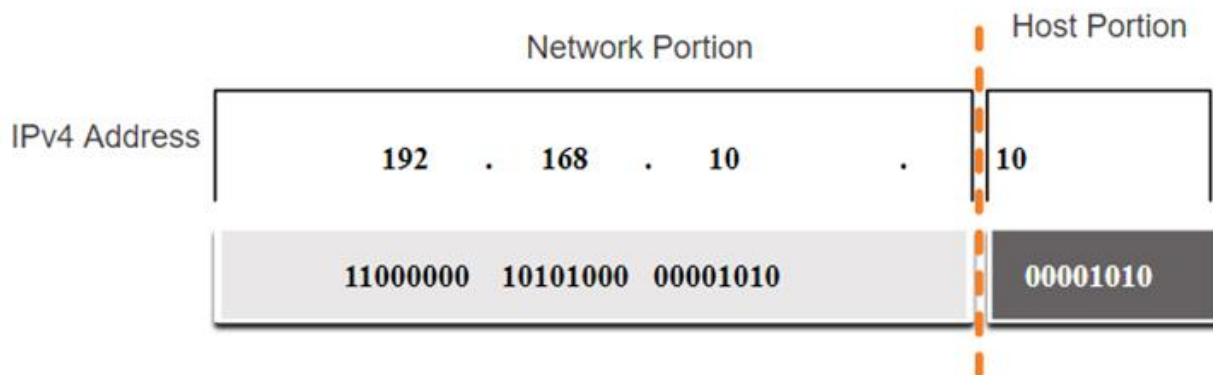 Network Portion
Host Portion
IPv4 Address
192 . 168 . 10 . 10
11000000 10101000 00001010 00001010